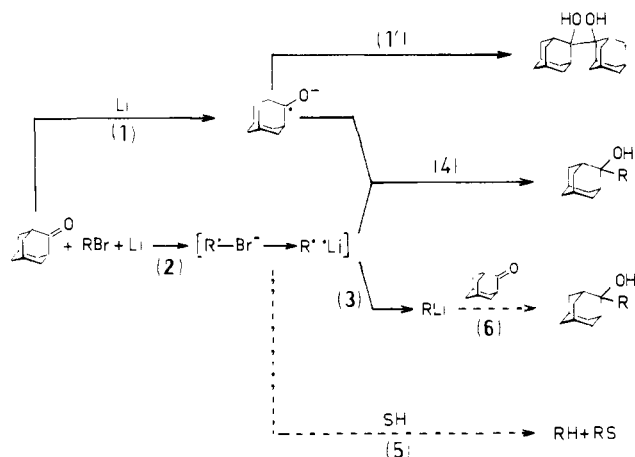 HO OH
(1')
Li
(1)
O⁻
OH
(4)
R
O
+ RBr + Li
(2)
[R•—Br⁻ → R• •Li]
(3)
RLi
O
(6)
OH
R
SH
(5)
RH + RS